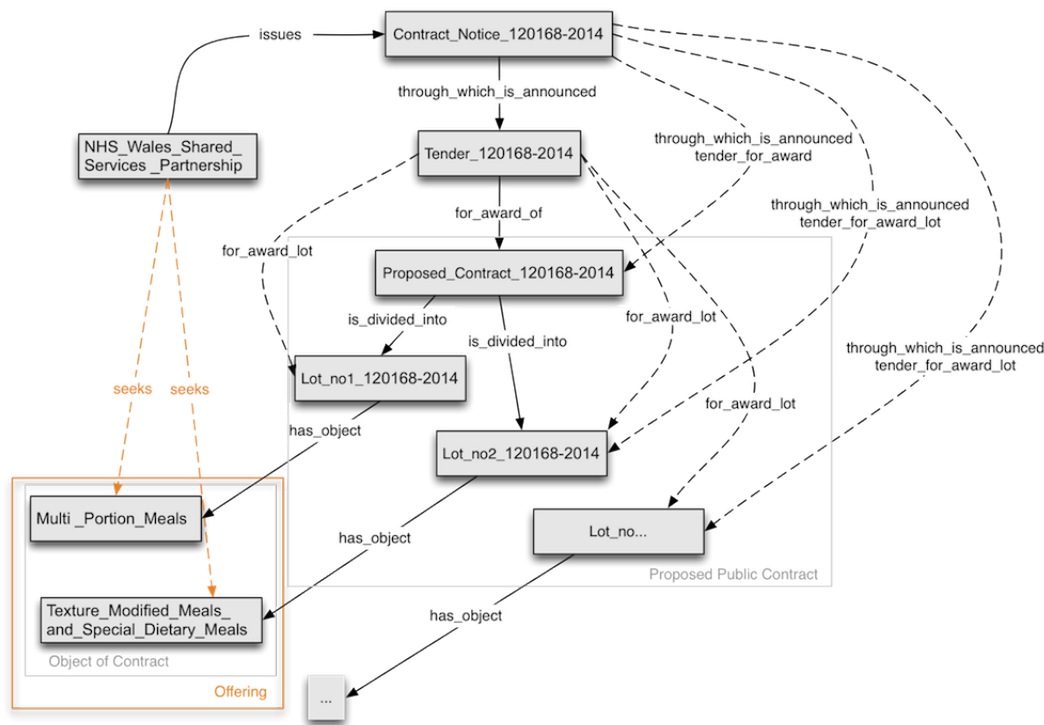 issues
Contract_Notice_120168-2014
through_which_is_announced
NHS_Wales_Shared_
Services _Partnership
Tender_120168-2014
through_which_is_announced
tender_for_award
for_award_of
through_which_is_announced
tender_for_award_lot
for_award_lot
Proposed_Contract_120168-2014
is_divided_into
for_award_lot
is_divided_into
through_which_is_announced
tender_for_award_lot
Lot_no1_120168-2014
seeks
seeks
for_award_lot
has_object
Lot_no2_120168-2014
Multi _Portion_Meals
Lot_no...
has_object
Proposed Public Contract
Texture_Modified_Meals_
and_Special_Dietary_Meals
has_object
Object of Contract
Offering
...